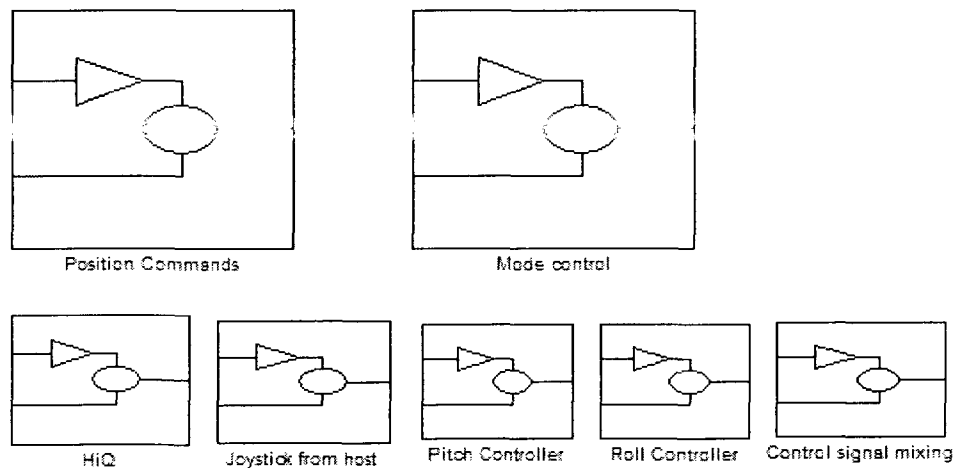 Position Commands
Mode control
HiQ
Joystick from host
Pitch Controller
Roll Controller
Control signal mixing